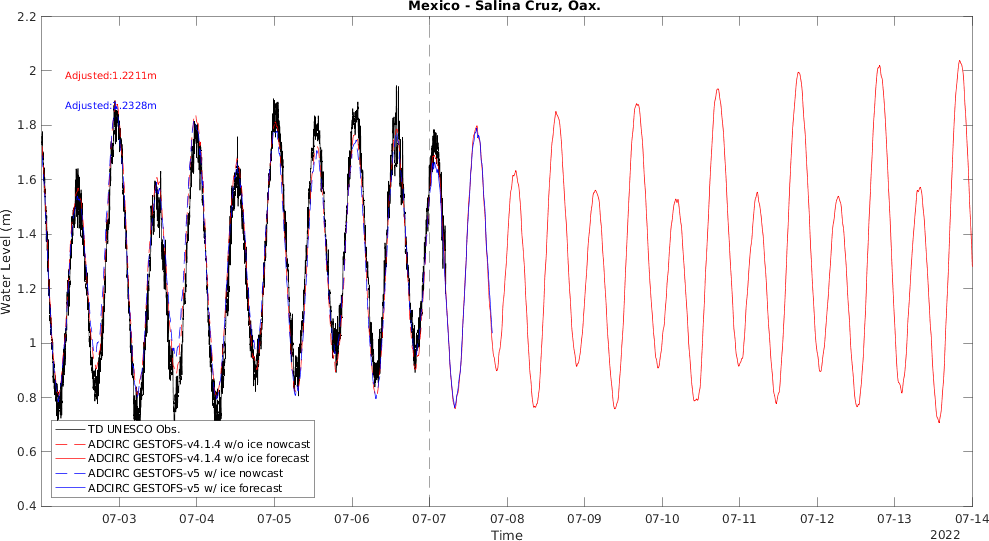 Mexico - Salina Cruz, Oax.
2.2
2
1.8
1.6
1.4
1.2
1
0.8
0.6
0.4
Water Level (m)
Adjusted:1.2211m
Adjusted:1.2328m
TD UNESCO Obs.
ADCIRC GESTOFS-v4.1.4 w/o ice nowcast
ADCIRC GESTOFS-v4.1.4 w/o ice forecast
ADCIRC GESTOFS-v5 w/ ice nowcast
ADCIRC GESTOFS-v5 w/ ice forecast
07-03 07-04 07-05 07-06 07-07 07-08 07-09 07-10 07-11 07-12 07-13 07-14
Time
2022